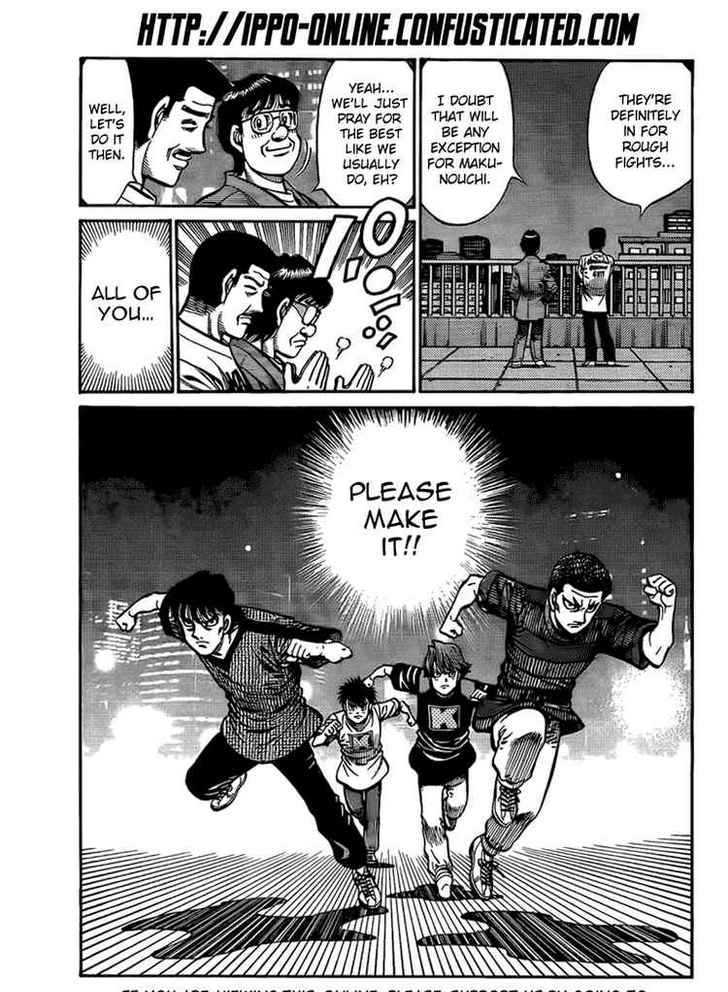 HTTP://IPPO-ONLINE.CONFUSTICATED.COM
THEY'RE
DEFINITELY
IN FOR
ROUGH
FIGHTS...
I DOUBT
THAT WILL
BE ANY
EXCEPTION
FOR MAKU-
NOUCHI.
YEAH...
WE'LL JUST
PRAY FOR
THE BEST
LIKE WE
USUALLY
DO, EH?
WELL,
LET'S
DO IT
THEN.
ALL OF
YOU...
PLEASE
MAKE
IT!!
K
K